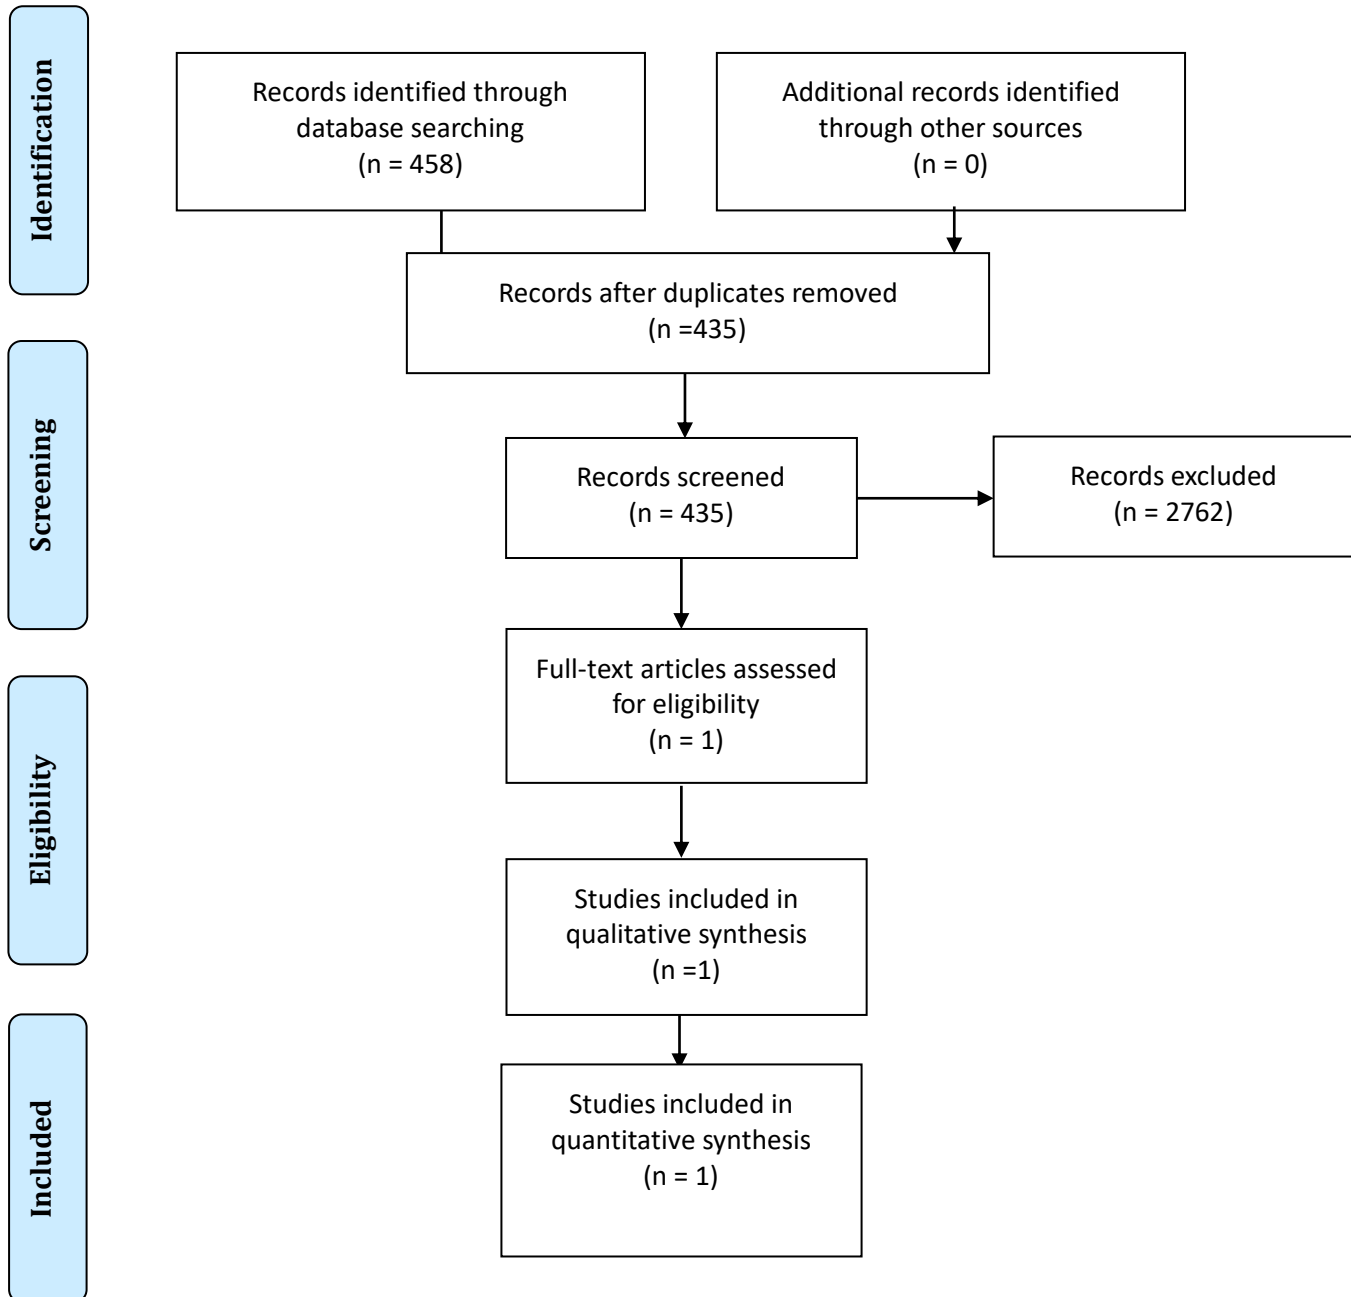 Identification
Records identified through
database searching
(n = 458)
Additional records identified
through other sources
(n = 0)
Records after duplicates removed
(n =435)
Screening
Records screened
(n = 435)
Records excluded
(n = 2762)
Full-text articles assessed
for eligibility
(n = 1)
Eligibility
Studies included in
qualitative synthesis
(n =1)
Included
Studies included in
quantitative synthesis
(n = 1)